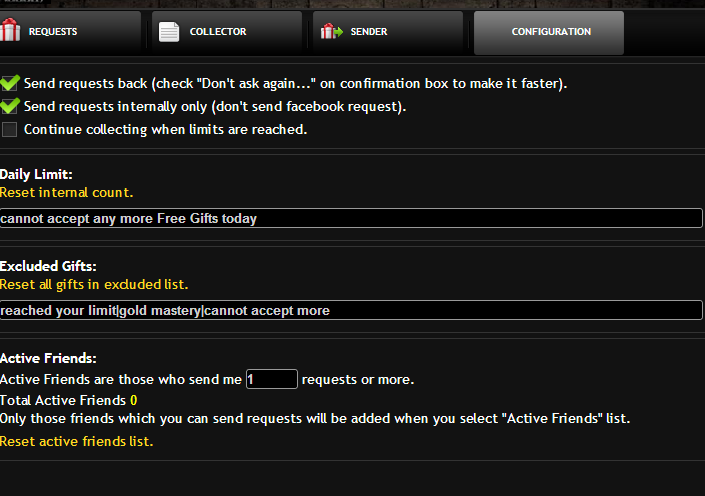 REQUESTS
COLLECTOR
SENDER
CONFIGURATION
Send requests back (check "Don't ask again..." on confirmation box to make it faster).
Send requests internally only (don't send facebook request).
Continue collecting when limits are reached.
Daily Limit:
Reset internal count.
cannot accept any more Free Gifts today
Excluded Gifts:
Reset all gifts in excluded list.
reached your limit|gold mastery|cannot accept more
Active Friends:
Active Friends are those who send me 1 requests or more.
Total Active Friends 0
Only those friends which you can send requests will be added when you select "Active Friends" list.
Reset active friends list.